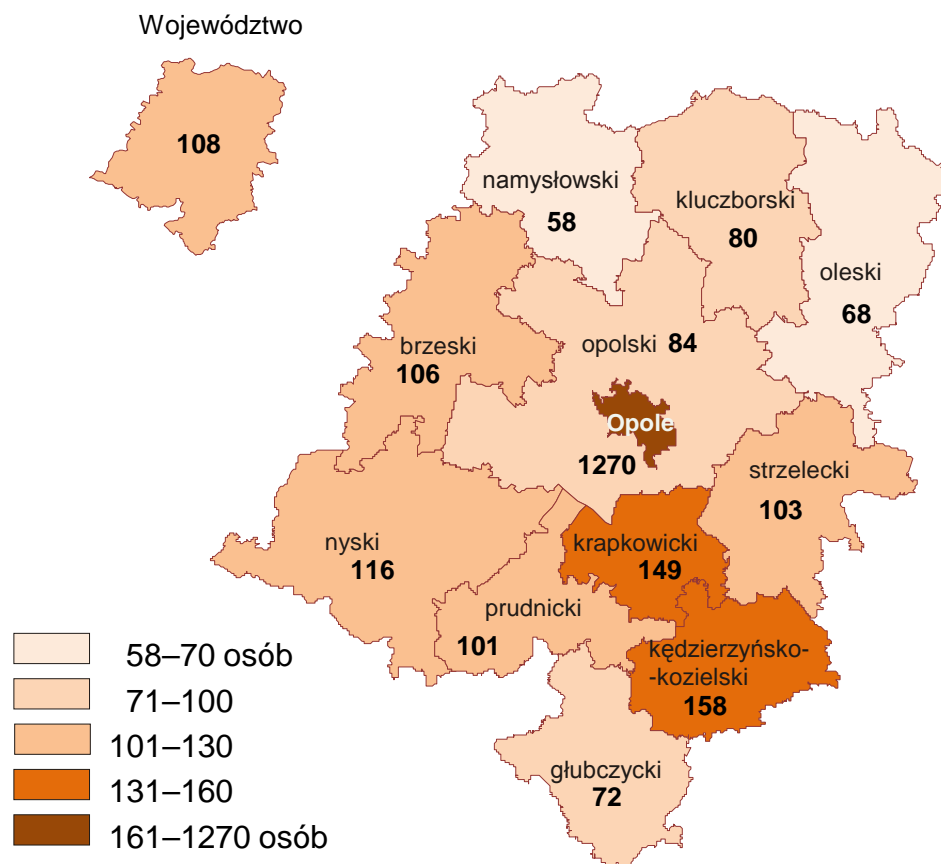 Województwo
108
namysłowski
58
kluczborski
80
oleski
68
brzeski
106
opolski 84
Opole
1270
strzelecki
103
nyski
116
krapkowicki
149
prudnicki
101
kędzierzyńsko-
-kozielski
158
głubczycki
72
58–70 osób
71–100
101–130
131–160
161–1270 osób